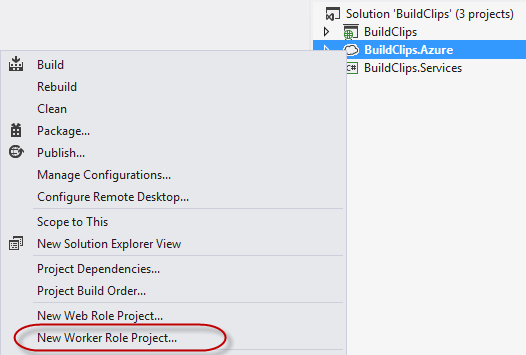 Solution 'BuildClips' (3 projects)
BuildClips
BuildClips.Azure
C# BuildClips.Services
Build
Rebuild
Clean
Package...
Publish...
Manage Configurations...
Configure Remote Desktop...
Scope to This
New Solution Explorer View
Project Dependencies...
Project Build Order...
New Web Role Project...
New Worker Role Project...